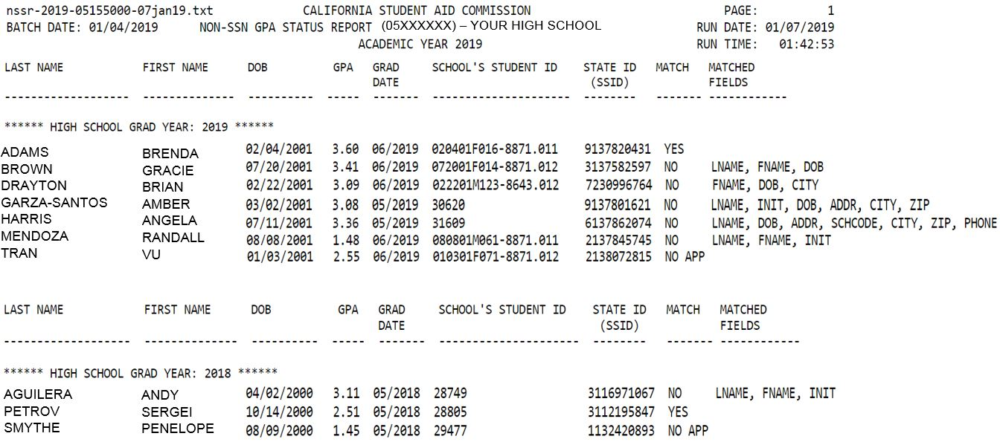 nssr-2019-05155000-07jan19.txt CALIFORNIA STUDENT AID COMMISSION PAGE: 1
BATCH DATE: 01/04/2019 NON-SSN GPA STATUS REPORT (05XXXXXX) – YOUR HIGH SCHOOL RUN DATE: 01/07/2019
ACADEMIC YEAR 2019 RUN TIME: 01:42:53
LAST NAME FIRST NAME DOB GPA GRAD SCHOOL'S STUDENT ID STATE ID MATCH MATCHED
DATE (SSID) FIELDS
------------------- -------------- ---------- ----- ------- --------------------- -------- ------- ------------
****** HIGH SCHOOL GRAD YEAR: 2019 ******
ADAMS BRENDA 02/04/2001 3.60 06/2019 020401F016-8871.011 9137820431 YES
BROWN GRACIE 07/20/2001 3.41 06/2019 072001F014-8871.012 3137582597 NO LNAME, FNAME, DOB
DRAYTON BRIAN 02/22/2001 3.09 06/2019 022201M123-8643.012 7230996764 NO FNAME, DOB, CITY
GARZA-SANTOS AMBER 03/02/2001 3.08 05/2019 30620 9137801621 NO LNAME, INIT, DOB, ADDR, CITY, ZIP
HARRIS ANGELA 07/11/2001 3.36 05/2019 31609 6137862074 NO LNAME, DOB, ADDR, SCHCODE, CITY, ZIP, PHONE
MENDOZA RANDALL 08/08/2001 1.48 06/2019 080801M061-8871.011 2137845745 NO LNAME, FNAME, INIT
TRAN VU 01/03/2001 2.55 06/2019 010301F071-8871.012 2138072815 NO APP
LAST NAME FIRST NAME DOB GPA GRAD SCHOOL'S STUDENT ID STATE ID MATCH MATCHED
DATE (SSID) FIELDS
------------------- -------------- ---------- ----- ------- --------------------- -------- ------- ------------
****** HIGH SCHOOL GRAD YEAR: 2018 ******
AGUILERA ANDY 04/02/2000 3.11 05/2018 28749 3116971067 NO LNAME, FNAME, INIT
PETROV SERGEI 10/14/2000 2.51 05/2018 28805 3112195847 YES
SMYTHE PENELOPE 08/09/2000 1.45 05/2018 29477 1132420893 NO APP